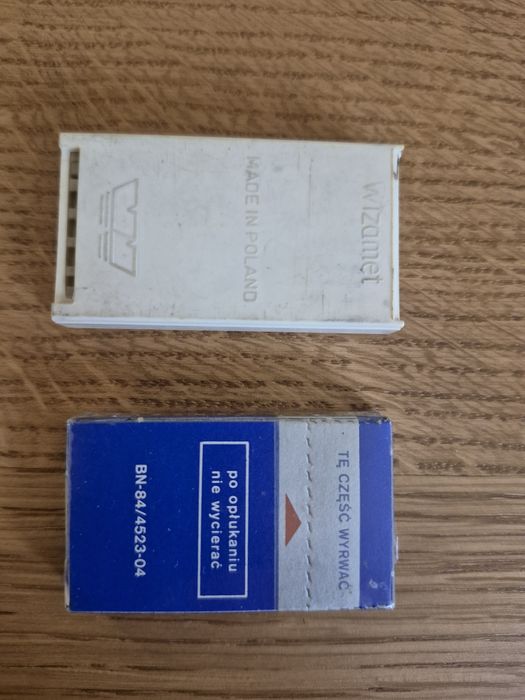 wizamet
MADE IN POLAND
TĘ CZĘŚĆ WYRWAĆ
po opłukaniu
nie wycierać
BN-84/4523-04